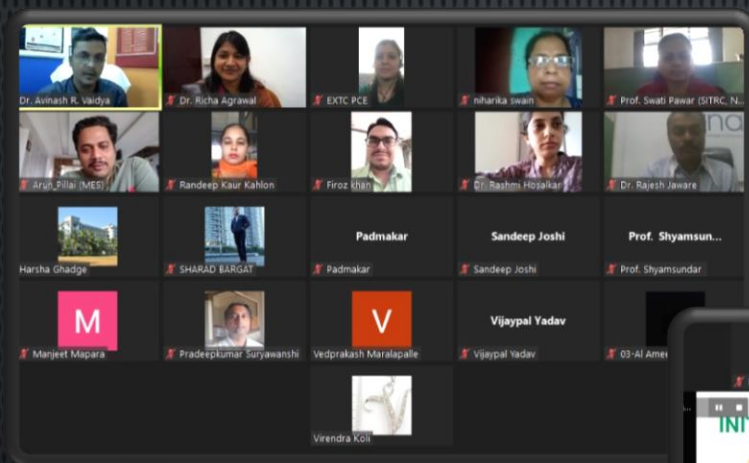 Dr. Avinash R. Vaidya
Dr. Richa Agrawal
EXTC PCE
niharika swain
Prof. Swati Pawar (SITRC, N...
Arun Pillai (MES)
Randeep Kaur Kahlon
Firoz khan
Dr. Rashmi Hosalkar
Dr. Rajesh Jaware
Harsha Ghadge
SHARAD BARGAT
Padmakar
Padmakar
Sandeep Joshi
Sandeep Joshi
Prof. Shyamsun...
Prof. Shyamsundar
M
Manjeet Mapara
Pradeepkumar Suryawanshi
V
Vedprakash Maralapalle
Vijaypal Yadav
Vijaypal Yadav
03-Al Amee
Virendra Koli